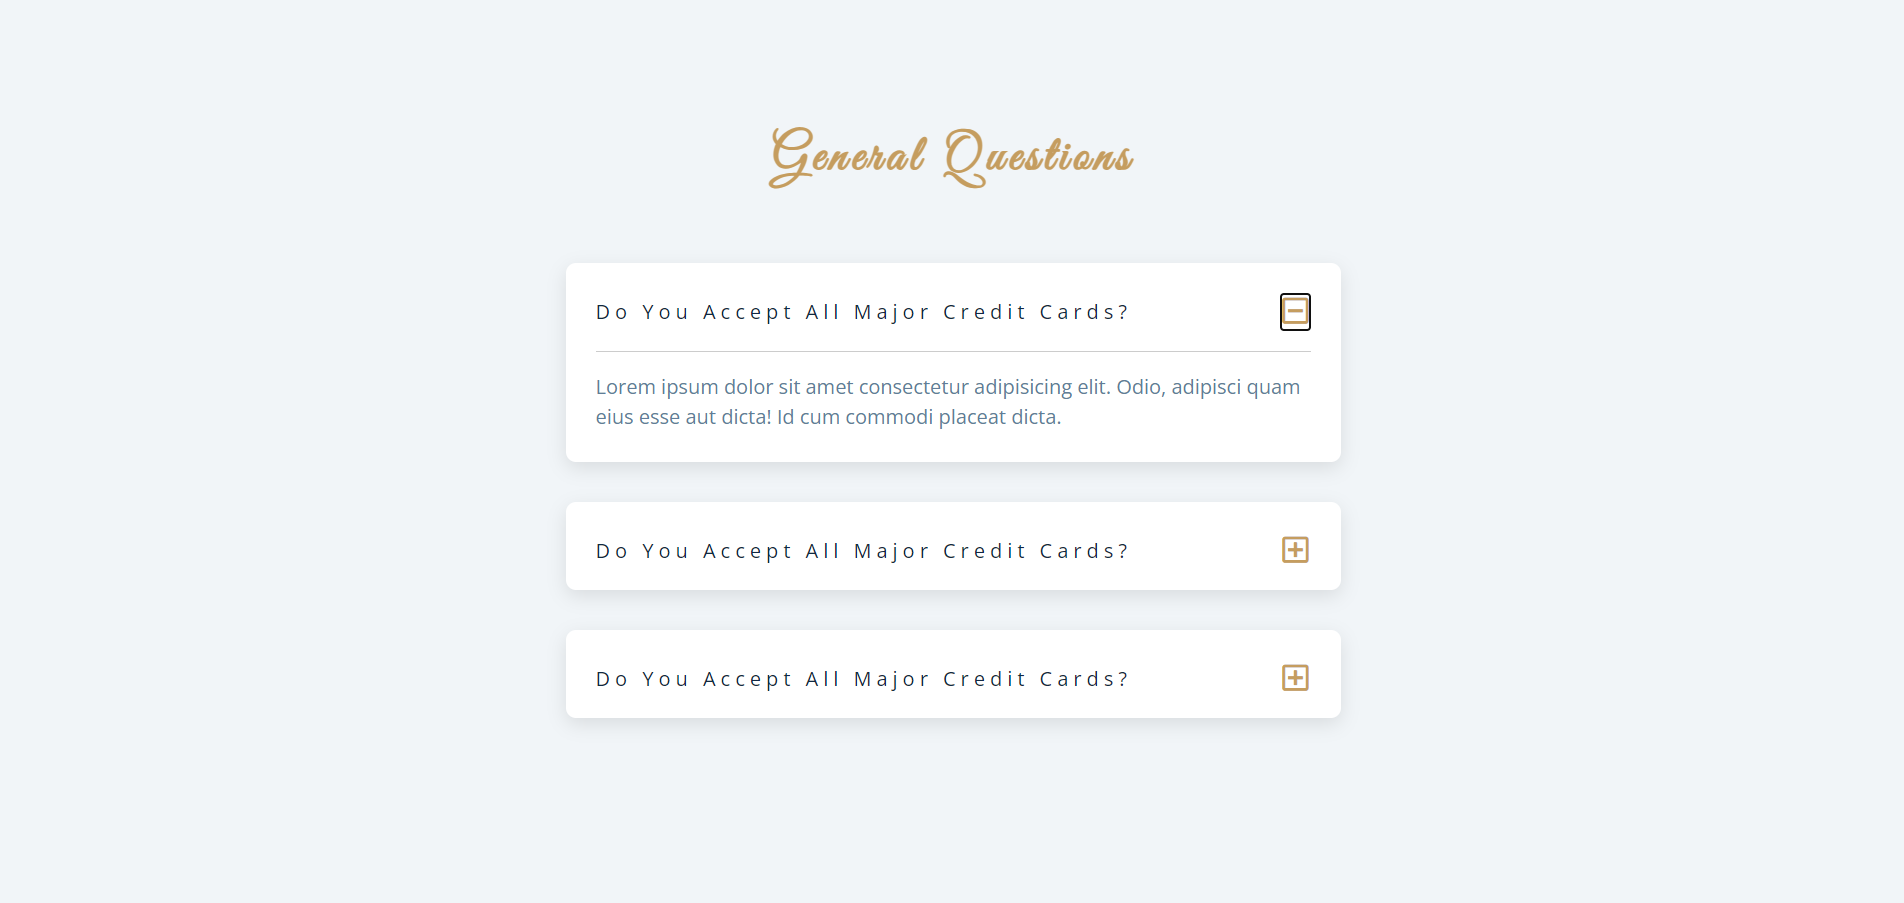 General Questions
Do You Accept All Major Credit Cards?
Lorem ipsum dolor sit amet consectetur adipisicing elit. Odio, adipisci quam
eius esse aut dicta! Id cum commodi placeat dicta.
Do You Accept All Major Credit Cards?
Do You Accept All Major Credit Cards?